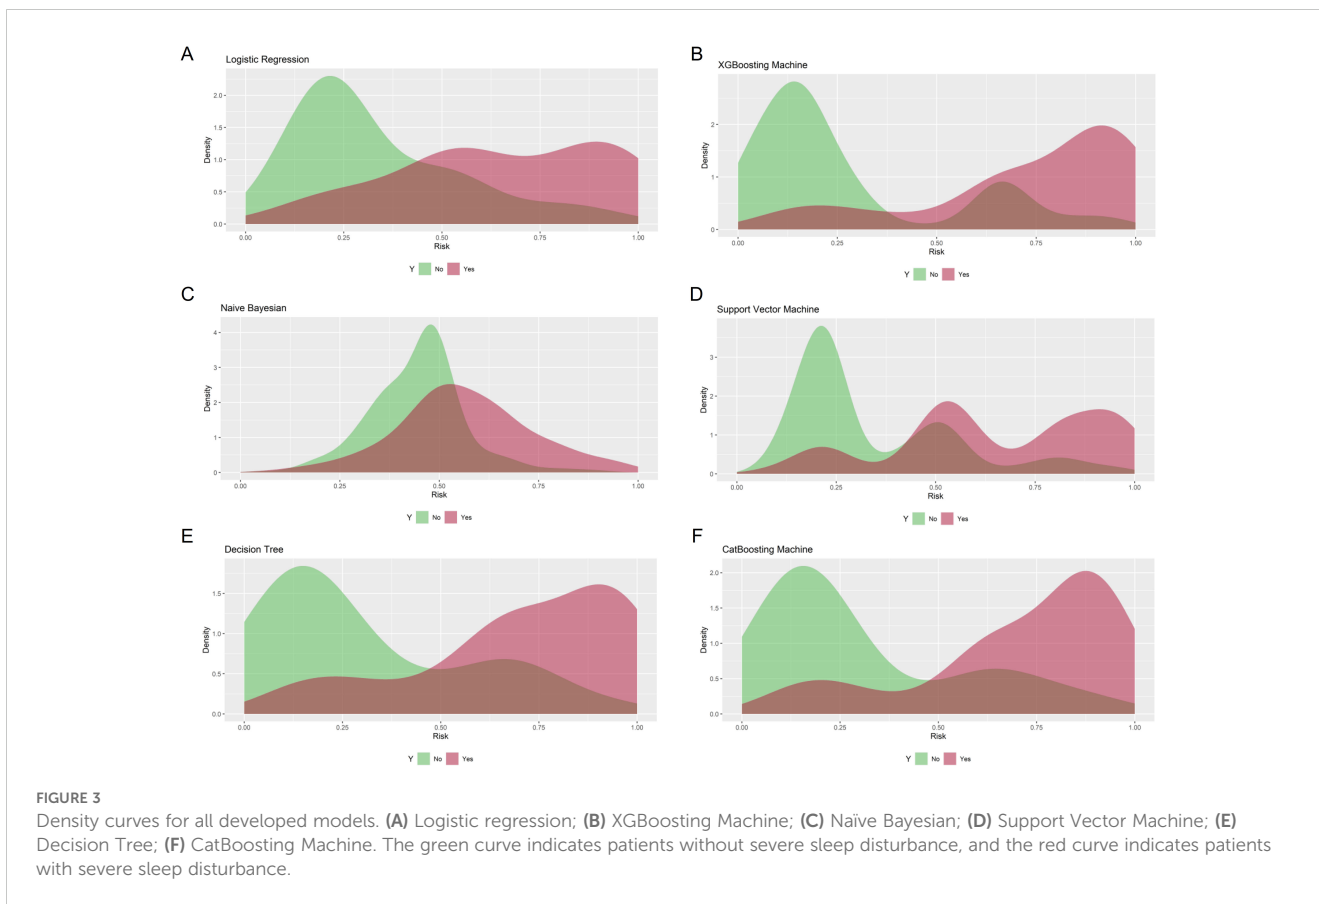 A
Logistic Regression
2.0
1.5
1.0
0.5
0.0
Density
0.00 0.25 0.50 0.75 1.00
Risk
Y No Yes
B
XGBoosting Machine
2
1
0
Density
0.00 0.25 0.50 0.75 1.00
Risk
Y No Yes
C
Naive Bayesian
4
3
2
1
0
Density
0.00 0.25 0.50 0.75 1.00
Risk
Y No Yes
D
Support Vector Machine
3
2
1
0
Density
0.00 0.25 0.50 0.75 1.00
Risk
Y No Yes
E
Decision Tree
1.5
1.0
0.5
0.0
Density
0.00 0.25 0.50 0.75 1.00
Risk
Y No Yes
F
CatBoosting Machine
2.0
1.5
1.0
0.5
0.0
Density
0.00 0.25 0.50 0.75 1.00
Risk
Y No Yes
FIGURE 3
Density curves for all developed models. (A) Logistic regression; (B) XGBoosting Machine; (C) Naïve Bayesian; (D) Support Vector Machine; (E)
Decision Tree; (F) CatBoosting Machine. The green curve indicates patients without severe sleep disturbance, and the red curve indicates patients
with severe sleep disturbance.